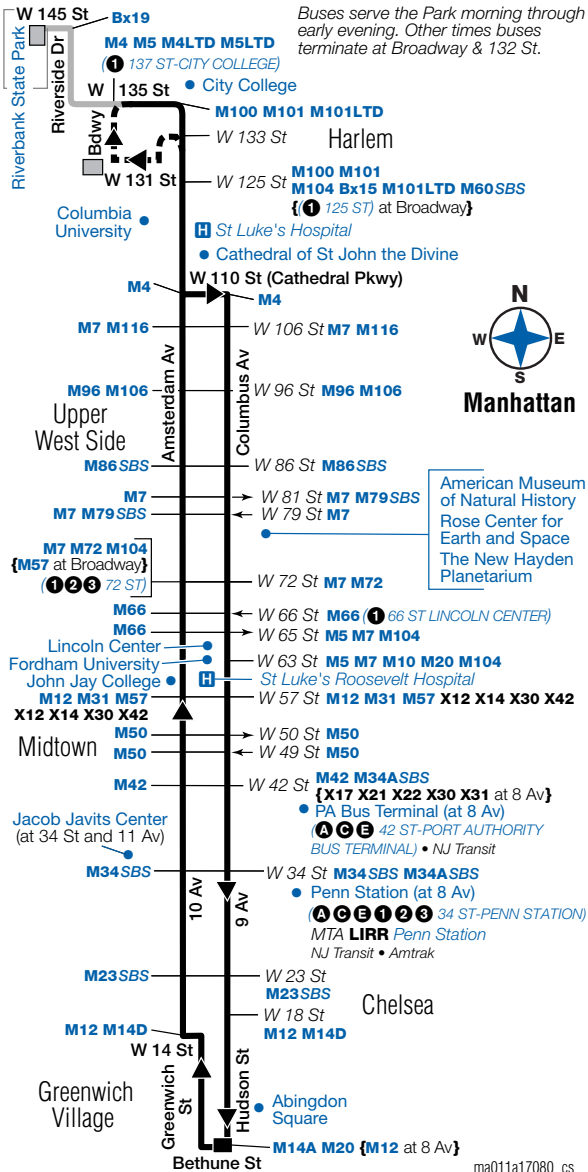 W 145 St
Bx19
Buses serve the Park morning through
early evening. Other times buses
terminate at Broadway & 132 St.
Riverbank State Park
Riverside Dr
M4 M5 M4LTD M5LTD
(1 137 ST-CITY COLLEGE)
City College
W 135 St
M100 M101 M101LTD
Bdwy
W 133 St
Harlem
W 131 St
W 125 St
M100 M101
M104 Bx15 M101LTD M60SBS
{(1 125 ST) at Broadway}
Columbia
University
H St Luke's Hospital
Cathedral of St John the Divine
W 110 St (Cathedral Pkwy)
M4
M4
N
W
E
S
Manhattan
M7 M116
W 106 St M7 M116
Amsterdam Av
Columbus Av
M96 M106
W 96 St M96 M106
Upper
West Side
M86SBS
W 86 St M86SBS
M7
W 81 St M7 M79SBS
M7 M79SBS
W 79 St M7
American Museum
of Natural History
Rose Center for
Earth and Space
The New Hayden
Planetarium
M7 M72 M104
{M57 at Broadway}
(1 2 3 72 ST)
W 72 St M7 M72
M66
W 66 St M66 (1 66 ST LINCOLN CENTER)
M66
W 65 St M5 M7 M104
Lincoln Center
Fordham University
W 63 St M5 M7 M10 M20 M104
John Jay College
H St Luke's Roosevelt Hospital
M12 M31 M57
X12 X14 X30 X42
W 57 St M12 M31 M57 X12 X14 X30 X42
Midtown
M50
W 50 St M50
M50
W 49 St M50
M42
W 42 St
M42 M34ASBS
{X17 X21 X22 X30 X31 at 8 Av}
PA Bus Terminal (at 8 Av)
(A C E 42 ST-PORT AUTHORITY
BUS TERMINAL) • NJ Transit
Jacob Javits Center
(at 34 St and 11 Av)
M34SBS
W 34 St M34SBS M34ASBS
Penn Station (at 8 Av)
(A C E 1 2 3 34 ST-PENN STATION)
MTA LIRR Penn Station
NJ Transit • Amtrak
10 Av
9 Av
M23SBS
W 23 St
M23SBS
Chelsea
W 18 St
M12 M14D
M12 M14D
W 14 St
Greenwich
Village
Greenwich
St
Hudson St
Abingdon
Square
M14A M20 {M12 at 8 Av}
Bethune St
ma011a17080_cs